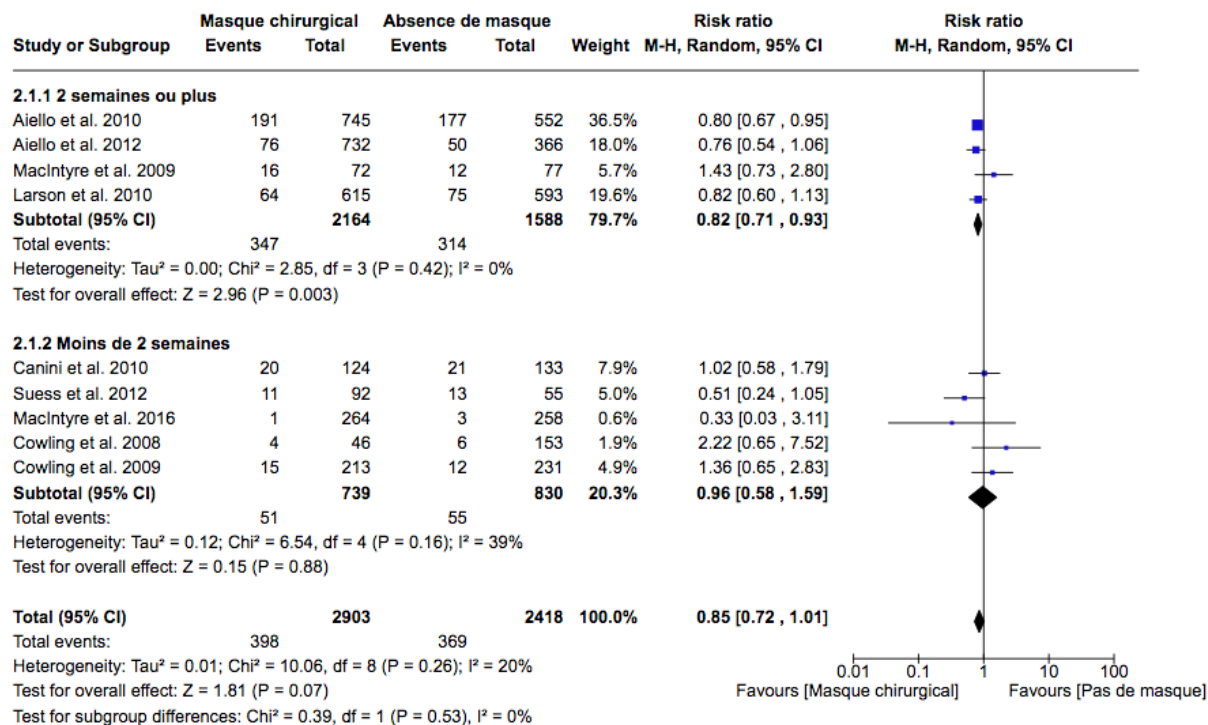 Masque chirurgical Absence de masque Risk ratio Risk ratio
Study or Subgroup Events Total Events Total Weight M-H, Random, 95% CI M-H, Random, 95% CI
2.1.1 2 semaines ou plus
Aiello et al. 2010 191 745 177 552 36.5% 0.80 [0.67 , 0.95]
Aiello et al. 2012 76 732 50 366 18.0% 0.76 [0.54 , 1.06]
MacIntyre et al. 2009 16 72 12 77 5.7% 1.43 [0.73 , 2.80]
Larson et al. 2010 64 615 75 593 19.6% 0.82 [0.60 , 1.13]
Subtotal (95% CI) 2164 1588 79.7% 0.82 [0.71 , 0.93]
Total events: 347 314
Heterogeneity: Tau² = 0.00; Chi² = 2.85, df = 3 (P = 0.42); I² = 0%
Test for overall effect: Z = 2.96 (P = 0.003)
2.1.2 Moins de 2 semaines
Canini et al. 2010 20 124 21 133 7.9% 1.02 [0.58 , 1.79]
Suess et al. 2012 11 92 13 55 5.0% 0.51 [0.24 , 1.05]
MacIntyre et al. 2016 1 264 3 258 0.6% 0.33 [0.03 , 3.11]
Cowling et al. 2008 4 46 6 153 1.9% 2.22 [0.65 , 7.52]
Cowling et al. 2009 15 213 12 231 4.9% 1.36 [0.65 , 2.83]
Subtotal (95% CI) 739 830 20.3% 0.96 [0.58 , 1.59]
Total events: 51 55
Heterogeneity: Tau² = 0.12; Chi² = 6.54, df = 4 (P = 0.16); I² = 39%
Test for overall effect: Z = 0.15 (P = 0.88)
Total (95% CI) 2903 2418 100.0% 0.85 [0.72 , 1.01]
Total events: 398 369
Heterogeneity: Tau² = 0.01; Chi² = 10.06, df = 8 (P = 0.26); I² = 20%
0.01 0.1 1 10 100
Test for overall effect: Z = 1.81 (P = 0.07)
Favours [Masque chirurgical] Favours [Pas de masque]
Test for subgroup differences: Chi² = 0.39, df = 1 (P = 0.53), I² = 0%